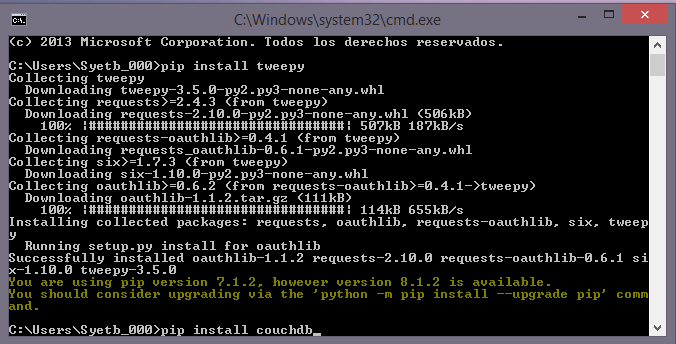 C:\Windows\system32\cmd.exe
(c) 2013 Microsoft Corporation. Todos los derechos reservados.
C:\Users\Syetb_000>pip install tweepy
Collecting tweepy
Downloading tweepy-3.5.0-py2.py3-none-any.whl
Collecting requests>=2.4.3 (from tweepy)
Downloading requests-2.10.0-py2.py3-none-any.whl (506kB)
100% |################################| 507kB 187kB/s
Collecting requests-oauthlib>=0.4.1 (from tweepy)
Downloading requests_oauthlib-0.6.1-py2.py3-none-any.whl
Collecting six>=1.7.3 (from tweepy)
Downloading six-1.10.0-py2.py3-none-any.whl
Collecting oauthlib>=0.6.2 (from requests-oauthlib>=0.4.1->tweepy)
Downloading oauthlib-1.1.2.tar.gz (111kB)
100% |################################| 114kB 655kB/s
Installing collected packages: requests, oauthlib, requests-oauthlib, six, tweep
y
Running setup.py install for oauthlib
Successfully installed oauthlib-1.1.2 requests-2.10.0 requests-oauthlib-0.6.1 si
x-1.10.0 tweepy-3.5.0
You are using pip version 7.1.2, however version 8.1.2 is available.
You should consider upgrading via the 'python -m pip install --upgrade pip' comm
and.
C:\Users\Syetb_000>pip install couchdb_